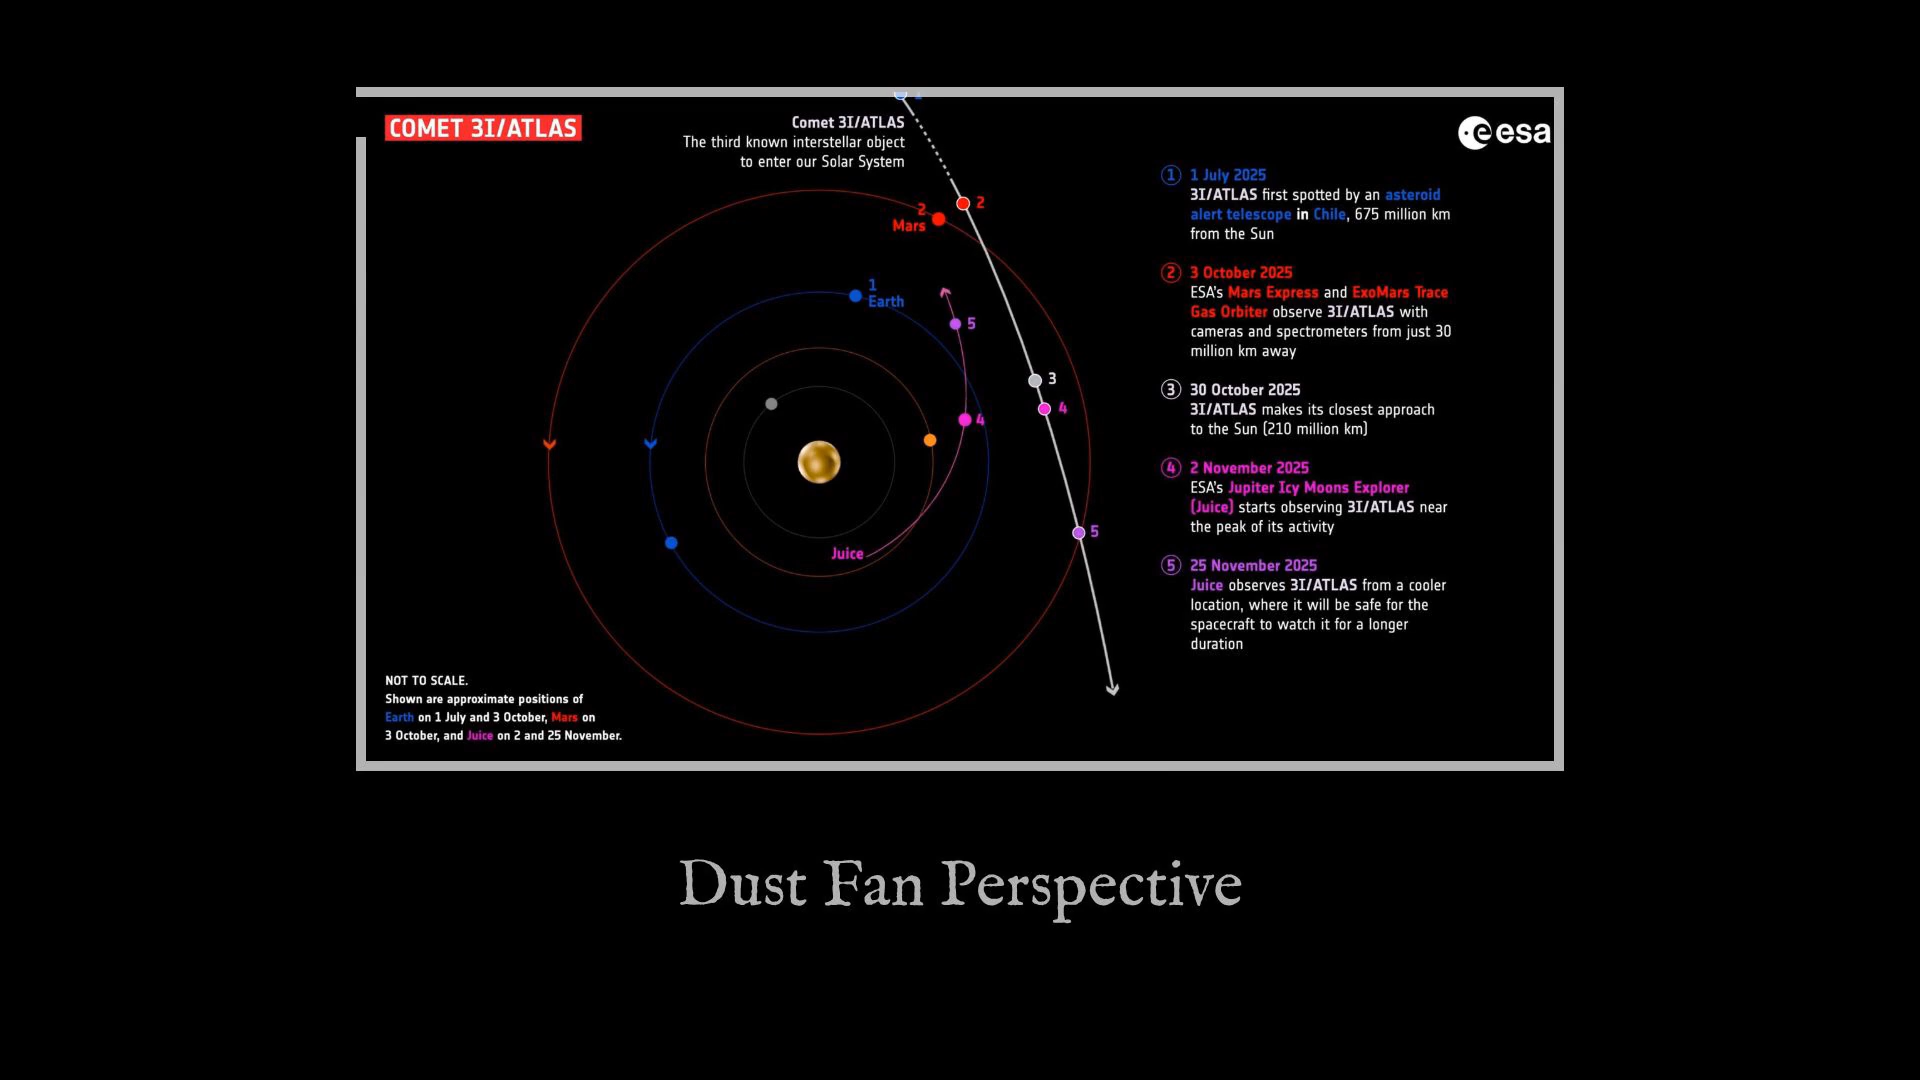 COMET 3I/ATLAS
Comet 3I/ATLAS
The third known interstellar object
to enter our Solar System
esa
2
2
Mars
1
Earth
5
3
4
4
5
Juice
1 1 July 2025
3I/ATLAS first spotted by an asteroid
alert telescope in Chile, 675 million km
from the Sun
2 3 October 2025
ESA's Mars Express and ExoMars Trace
Gas Orbiter observe 3I/ATLAS with
cameras and spectrometers from just 30
million km away
3 30 October 2025
3I/ATLAS makes its closest approach
to the Sun (210 million km)
4 2 November 2025
ESA's Jupiter Icy Moons Explorer
(Juice) starts observing 3I/ATLAS near
the peak of its activity
5 25 November 2025
Juice observes 3I/ATLAS from a cooler
location, where it will be safe for the
spacecraft to watch it for a longer
duration
NOT TO SCALE.
Shown are approximate positions of
Earth on 1 July and 3 October, Mars on
3 October, and Juice on 2 and 25 November.
Dust Fan Perspective